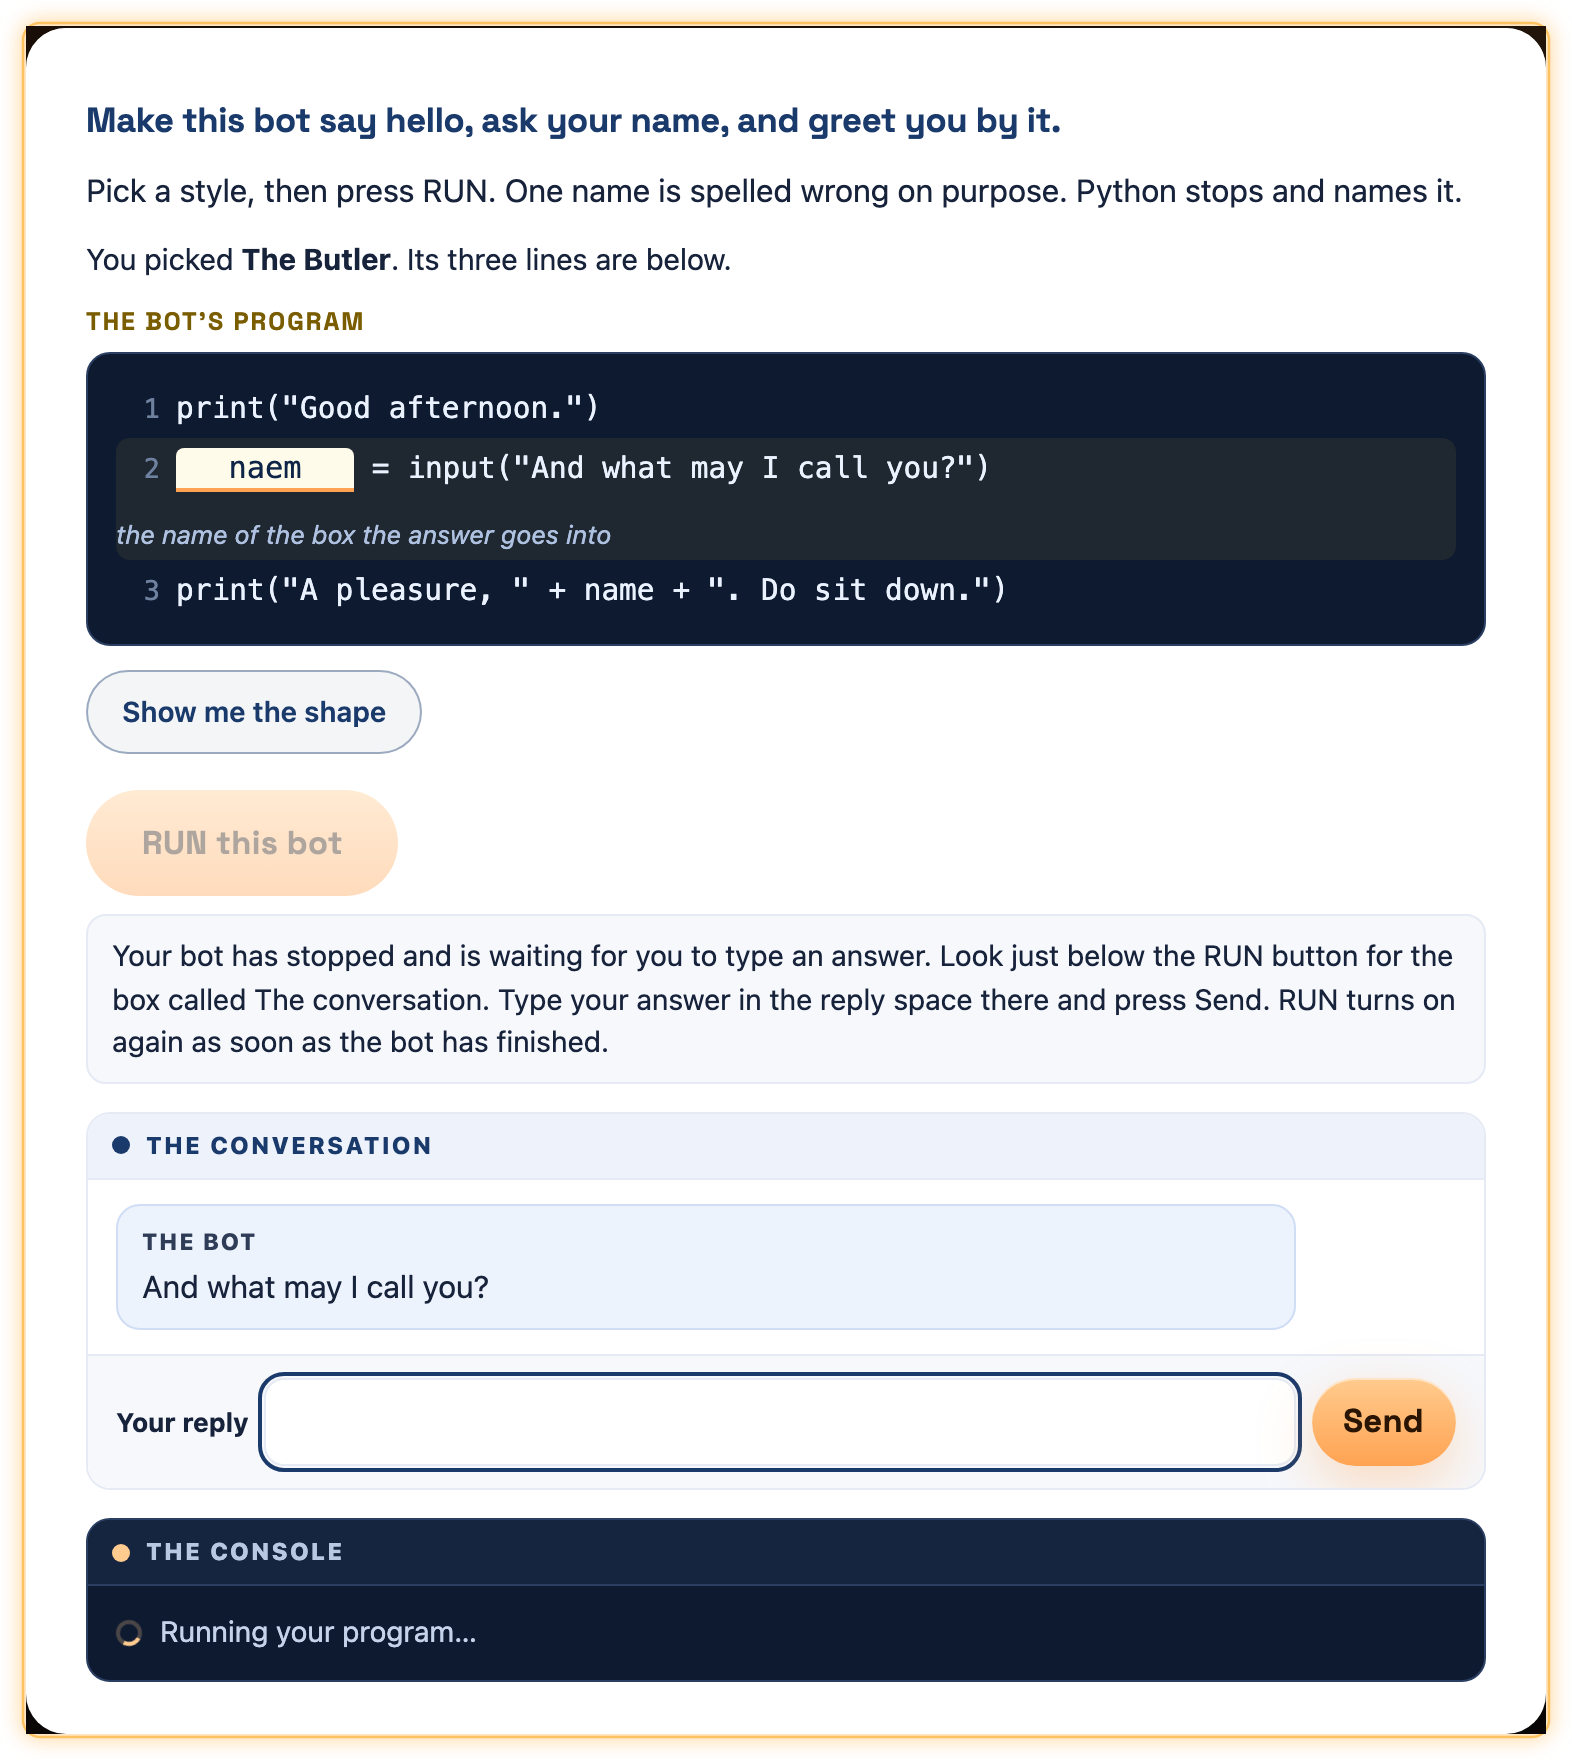 Make this bot say hello, ask your name, and greet you by it.
Pick a style, then press RUN. One name is spelled wrong on purpose. Python stops and names it.
You picked The Butler. Its three lines are below.
THE BOT’S PROGRAM
1 print("Good afternoon.")
2 naem = input("And what may I call you?")
the name of the box the answer goes into
3 print("A pleasure, " + name + ". Do sit down.")
Show me the shape
RUN this bot
Your bot has stopped and is waiting for you to type an answer. Look just below the RUN button for the
box called The conversation. Type your answer in the reply space there and press Send. RUN turns on
again as soon as the bot has finished.
THE CONVERSATION
THE BOT
And what may I call you?
Your reply
Send
THE CONSOLE
Running your program...